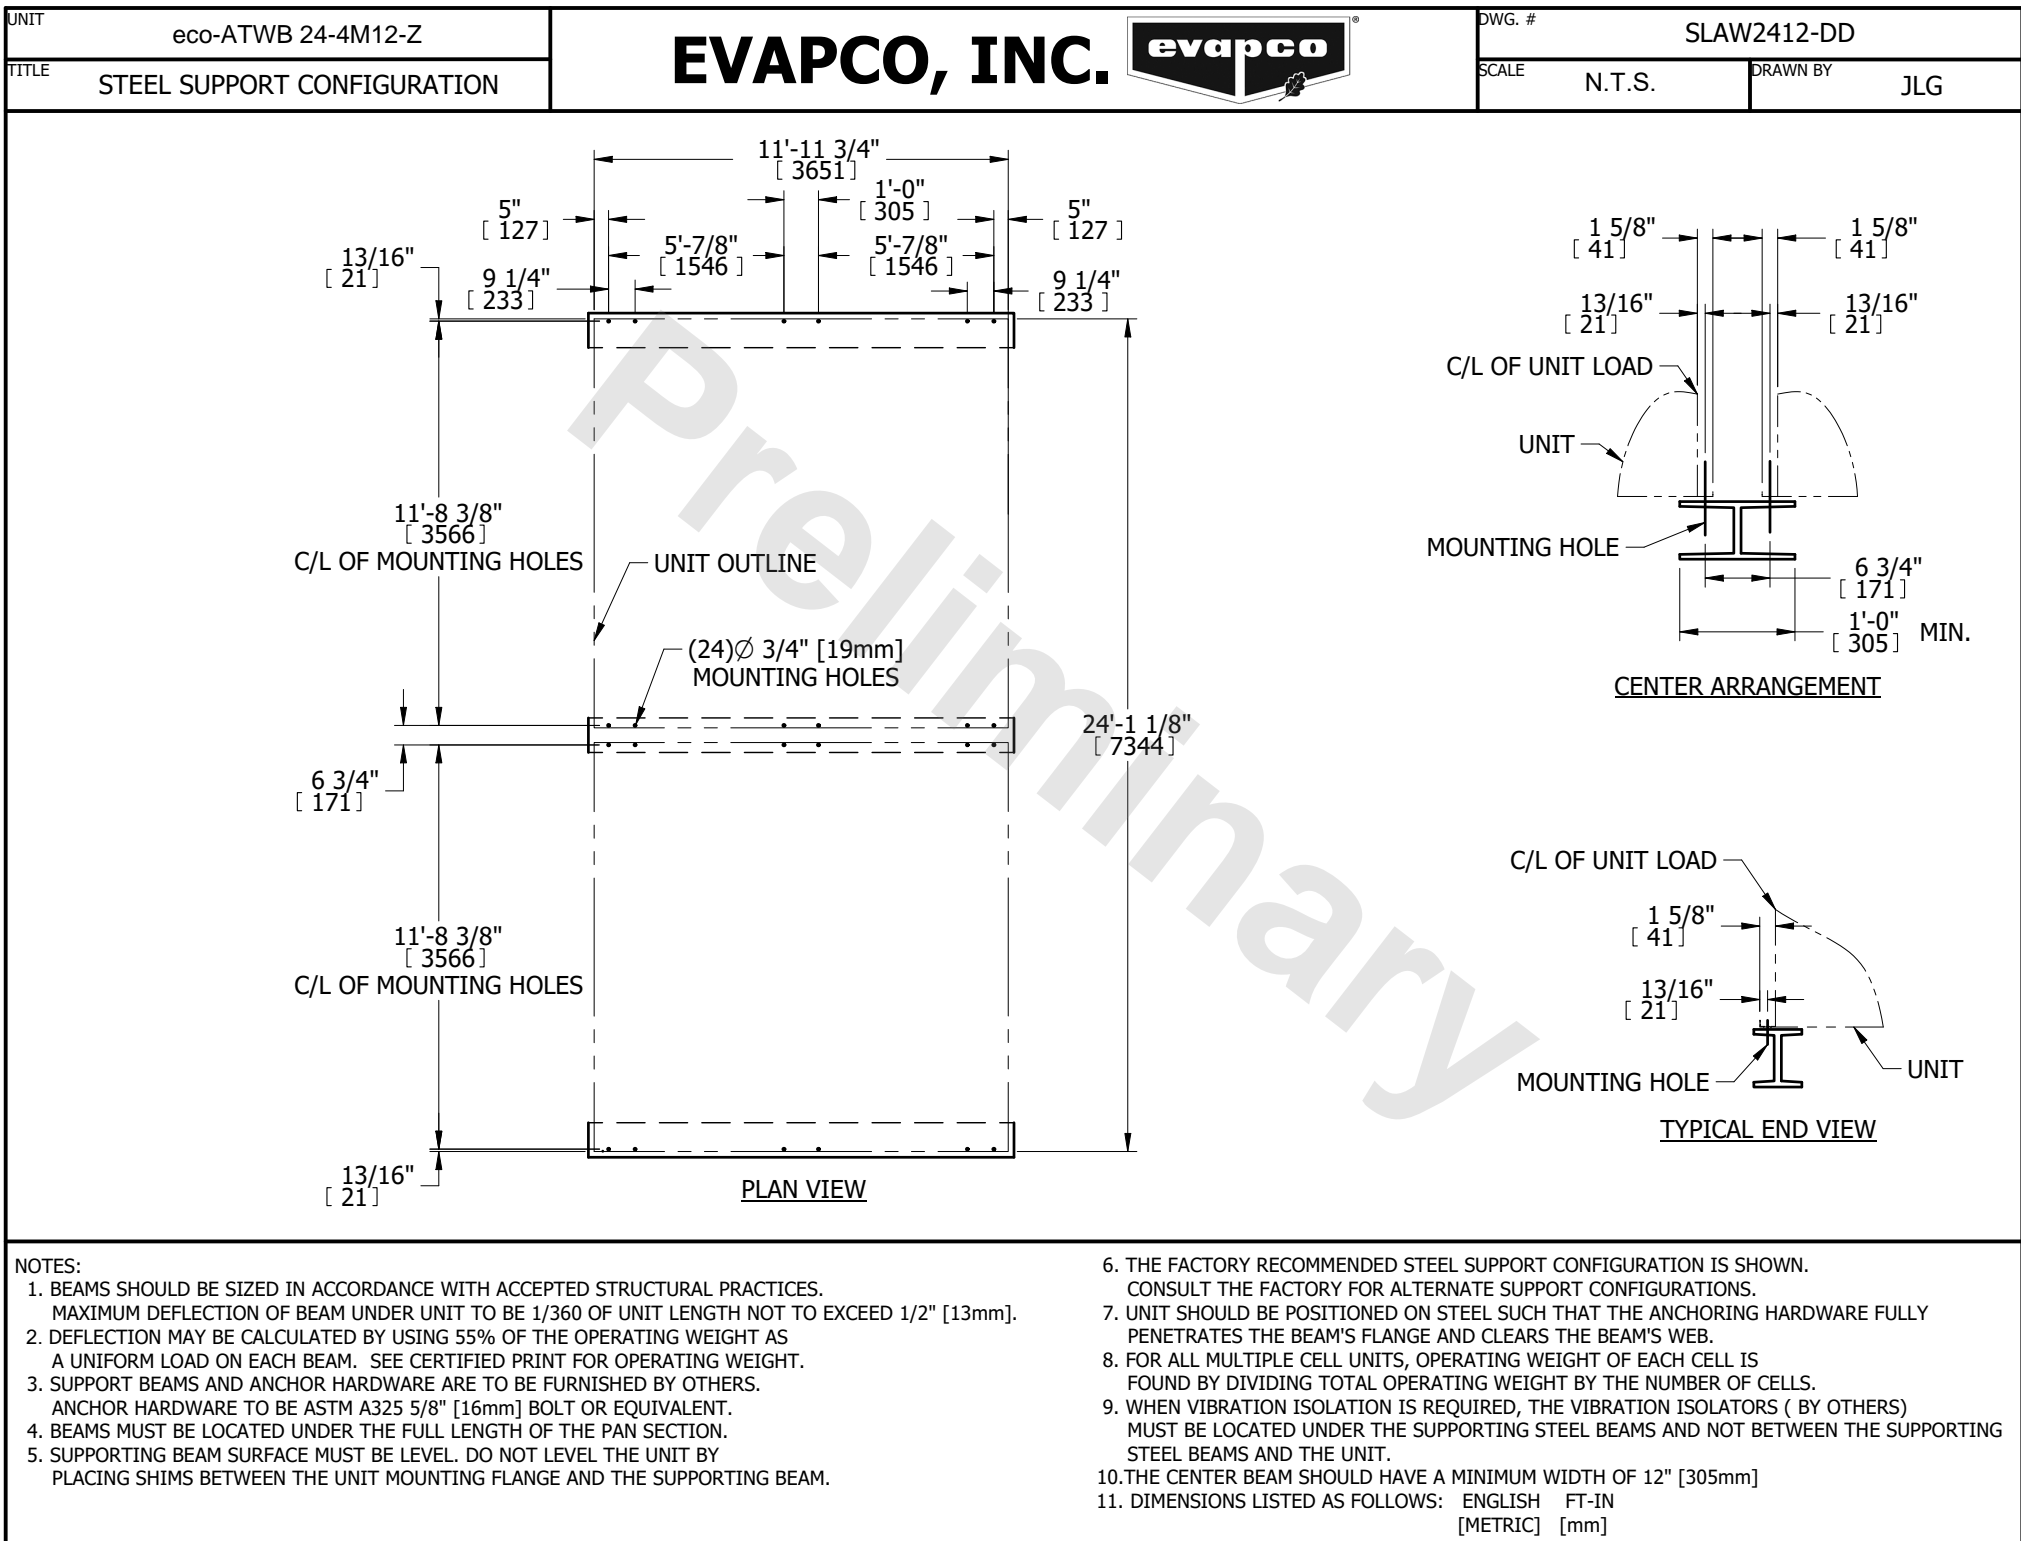 UNIT
eco-ATWB 24-4M12-Z
TITLE
STEEL SUPPORT CONFIGURATION
EVAPCO, INC.
evapco
®
DWG. #
SLAW2412-DD
SCALE
N.T.S.
DRAWN BY
JLG
11'-11 3/4"
[ 3651]
1'-0"
[ 305 ]
5"
[ 127]
5"
[ 127 ]
5'-7/8"
[ 1546 ]
5'-7/8"
[ 1546 ]
13/16"
[ 21]
9 1/4"
[ 233]
9 1/4"
[ 233 ]
11'-8 3/8"
[ 3566]
C/L OF MOUNTING HOLES
UNIT OUTLINE
(24)Ø 3/4" [19mm]
MOUNTING HOLES
24'-1 1/8"
[ 7344]
6 3/4"
[ 171]
11'-8 3/8"
[ 3566]
C/L OF MOUNTING HOLES
13/16"
[ 21]
PLAN VIEW
Preliminary
1 5/8"
[ 41]
1 5/8"
[ 41]
13/16"
[ 21]
13/16"
[ 21]
C/L OF UNIT LOAD
UNIT
MOUNTING HOLE
6 3/4"
[ 171]
1'-0"
[ 305] MIN.
CENTER ARRANGEMENT
C/L OF UNIT LOAD
1 5/8"
[ 41]
13/16"
[ 21]
MOUNTING HOLE
UNIT
TYPICAL END VIEW
NOTES:
1. BEAMS SHOULD BE SIZED IN ACCORDANCE WITH ACCEPTED STRUCTURAL PRACTICES.
MAXIMUM DEFLECTION OF BEAM UNDER UNIT TO BE 1/360 OF UNIT LENGTH NOT TO EXCEED 1/2" [13mm].
2. DEFLECTION MAY BE CALCULATED BY USING 55% OF THE OPERATING WEIGHT AS
A UNIFORM LOAD ON EACH BEAM. SEE CERTIFIED PRINT FOR OPERATING WEIGHT.
3. SUPPORT BEAMS AND ANCHOR HARDWARE ARE TO BE FURNISHED BY OTHERS.
ANCHOR HARDWARE TO BE ASTM A325 5/8" [16mm] BOLT OR EQUIVALENT.
4. BEAMS MUST BE LOCATED UNDER THE FULL LENGTH OF THE PAN SECTION.
5. SUPPORTING BEAM SURFACE MUST BE LEVEL. DO NOT LEVEL THE UNIT BY
PLACING SHIMS BETWEEN THE UNIT MOUNTING FLANGE AND THE SUPPORTING BEAM.
6. THE FACTORY RECOMMENDED STEEL SUPPORT CONFIGURATION IS SHOWN.
CONSULT THE FACTORY FOR ALTERNATE SUPPORT CONFIGURATIONS.
7. UNIT SHOULD BE POSITIONED ON STEEL SUCH THAT THE ANCHORING HARDWARE FULLY
PENETRATES THE BEAM'S FLANGE AND CLEARS THE BEAM'S WEB.
8. FOR ALL MULTIPLE CELL UNITS, OPERATING WEIGHT OF EACH CELL IS
FOUND BY DIVIDING TOTAL OPERATING WEIGHT BY THE NUMBER OF CELLS.
9. WHEN VIBRATION ISOLATION IS REQUIRED, THE VIBRATION ISOLATORS ( BY OTHERS)
MUST BE LOCATED UNDER THE SUPPORTING STEEL BEAMS AND NOT BETWEEN THE SUPPORTING
STEEL BEAMS AND THE UNIT.
10.THE CENTER BEAM SHOULD HAVE A MINIMUM WIDTH OF 12" [305mm]
11. DIMENSIONS LISTED AS FOLLOWS: ENGLISH FT-IN
[METRIC] [mm]